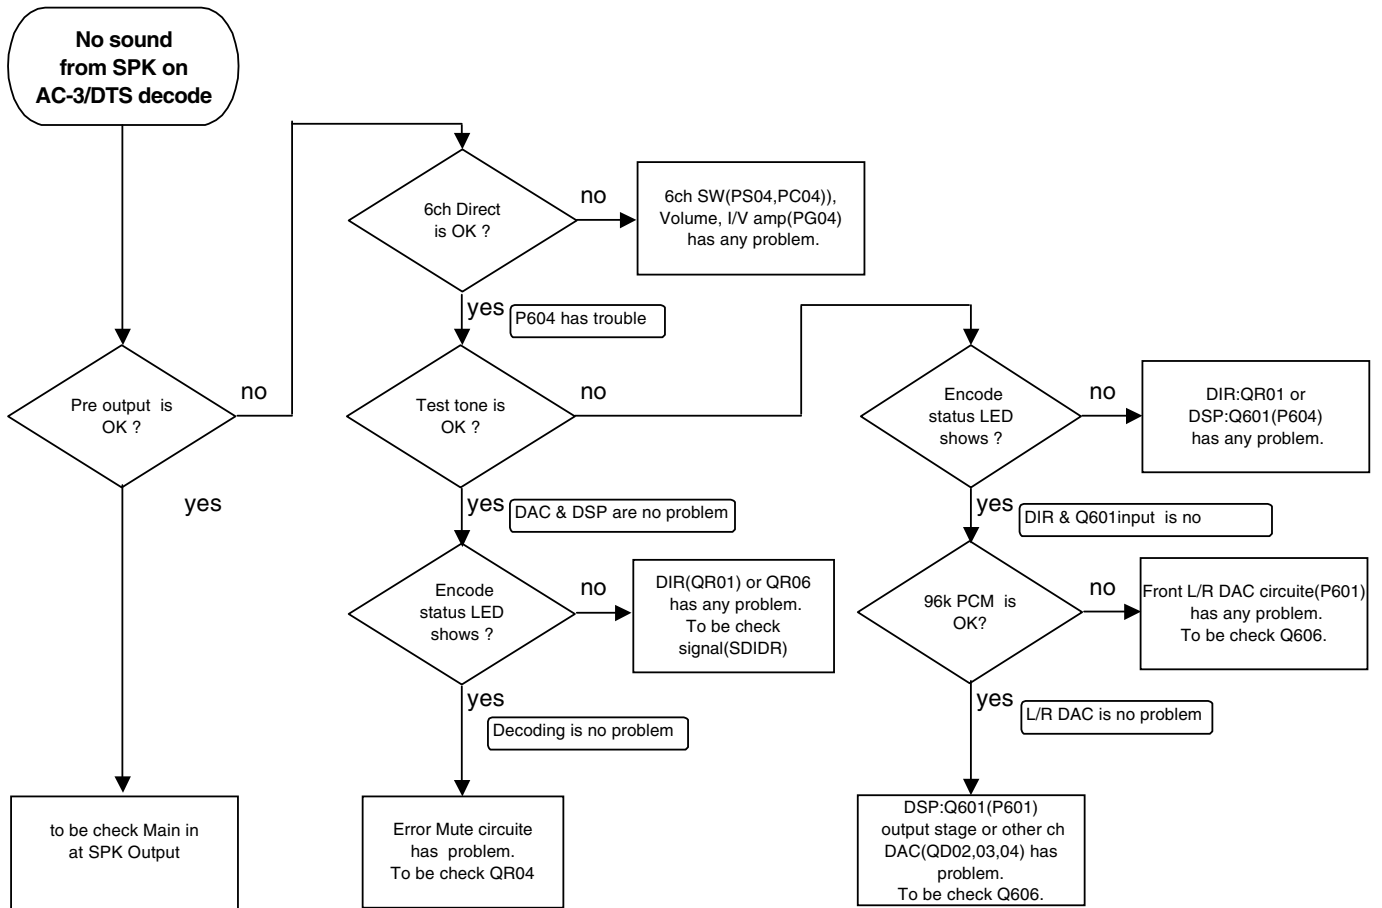 No sound
from SPK on
AC-3/DTS decode
Pre output is
OK ?
no
yes
to be check Main in
at SPK Output
6ch Direct
is OK ?
no
6ch SW(PS04,PC04)),
Volume, I/V amp(PG04)
has any problem.
yes
P604 has trouble
Test tone is
OK ?
no
yes
DAC & DSP are no problem
Encode
status LED
shows ?
no
DIR(QR01) or QR06
has any problem.
To be check
signal(SDIDR)
yes
Decoding is no problem
Error Mute circuite
has problem.
To be check QR04
Encode
status LED
shows ?
no
DIR:QR01 or
DSP:Q601(P604)
has any problem.
yes
DIR & Q601input is no
96k PCM is
OK?
no
Front L/R DAC circuite(P601)
has any problem.
To be check Q606.
yes
L/R DAC is no problem
DSP:Q601(P601)
output stage or other ch
DAC(QD02,03,04) has
problem.
To be check Q606.